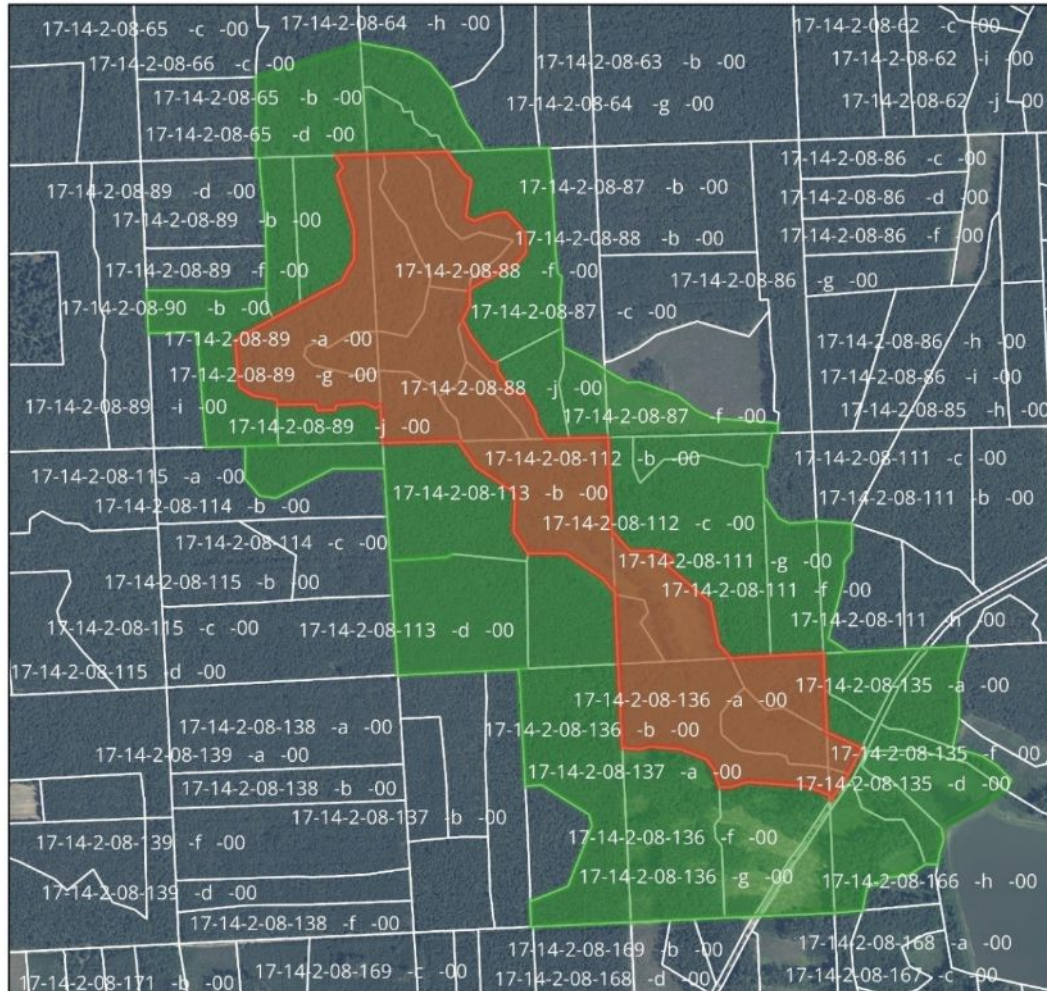 17-14-2-08-65 -c -00
17-14-2-08-64 -h -00
17-14-2-08-62 -c -00
17-14-2-08-66 -c -00
17-14-2-08-63 -b -00
17-14-2-08-62 -i -00
17-14-2-08-65 -b -00
17-14-2-08-64 -g -00
17-14-2-08-62 -j -00
17-14-2-08-65 -d -00
17-14-2-08-86 -c -00
17-14-2-08-89 -d -00
17-14-2-08-87 -b -00
17-14-2-08-86 -d -00
17-14-2-08-89 -b -00
17-14-2-08-88 -b -00
17-14-2-08-86 -f -00
17-14-2-08-89 -f -00
17-14-2-08-88 -f -00
17-14-2-08-86 -g -00
17-14-2-08-90 -b -00
17-14-2-08-87 -c -00
17-14-2-08-89 -a -00
17-14-2-08-86 -h -00
17-14-2-08-89 -g -00
17-14-2-08-88 -j -00
17-14-2-08-86 -i -00
17-14-2-08-89 -i -00
17-14-2-08-87 -f -00
17-14-2-08-85 -h -00
17-14-2-08-89 -j -00
17-14-2-08-112 -b -00
17-14-2-08-111 -c -00
17-14-2-08-115 -a -00
17-14-2-08-113 -b -00
17-14-2-08-111 -b -00
17-14-2-08-114 -b -00
17-14-2-08-112 -c -00
17-14-2-08-114 -c -00
17-14-2-08-111 -g -00
17-14-2-08-115 -b -00
17-14-2-08-111 -f -00
17-14-2-08-115 -c -00
17-14-2-08-113 -d -00
17-14-2-08-111 -h -00
17-14-2-08-115 -d -00
17-14-2-08-135 -a -00
17-14-2-08-136 -a -00
17-14-2-08-138 -a -00
17-14-2-08-136 -b -00
17-14-2-08-139 -a -00
17-14-2-08-135 -f -00
17-14-2-08-137 -a -00
17-14-2-08-135 -d -00
17-14-2-08-138 -b -00
17-14-2-08-137 -b -00
17-14-2-08-139 -f -00
17-14-2-08-136 -f -00
17-14-2-08-136 -g -00
17-14-2-08-166 -h -00
17-14-2-08-139 -d -00
17-14-2-08-138 -f -00
17-14-2-08-169 -b -00
17-14-2-08-168 -a -00
17-14-2-08-171 -b -00
17-14-2-08-169 -c -00
17-14-2-08-168 -d -00
17-14-2-08-167 -c -00